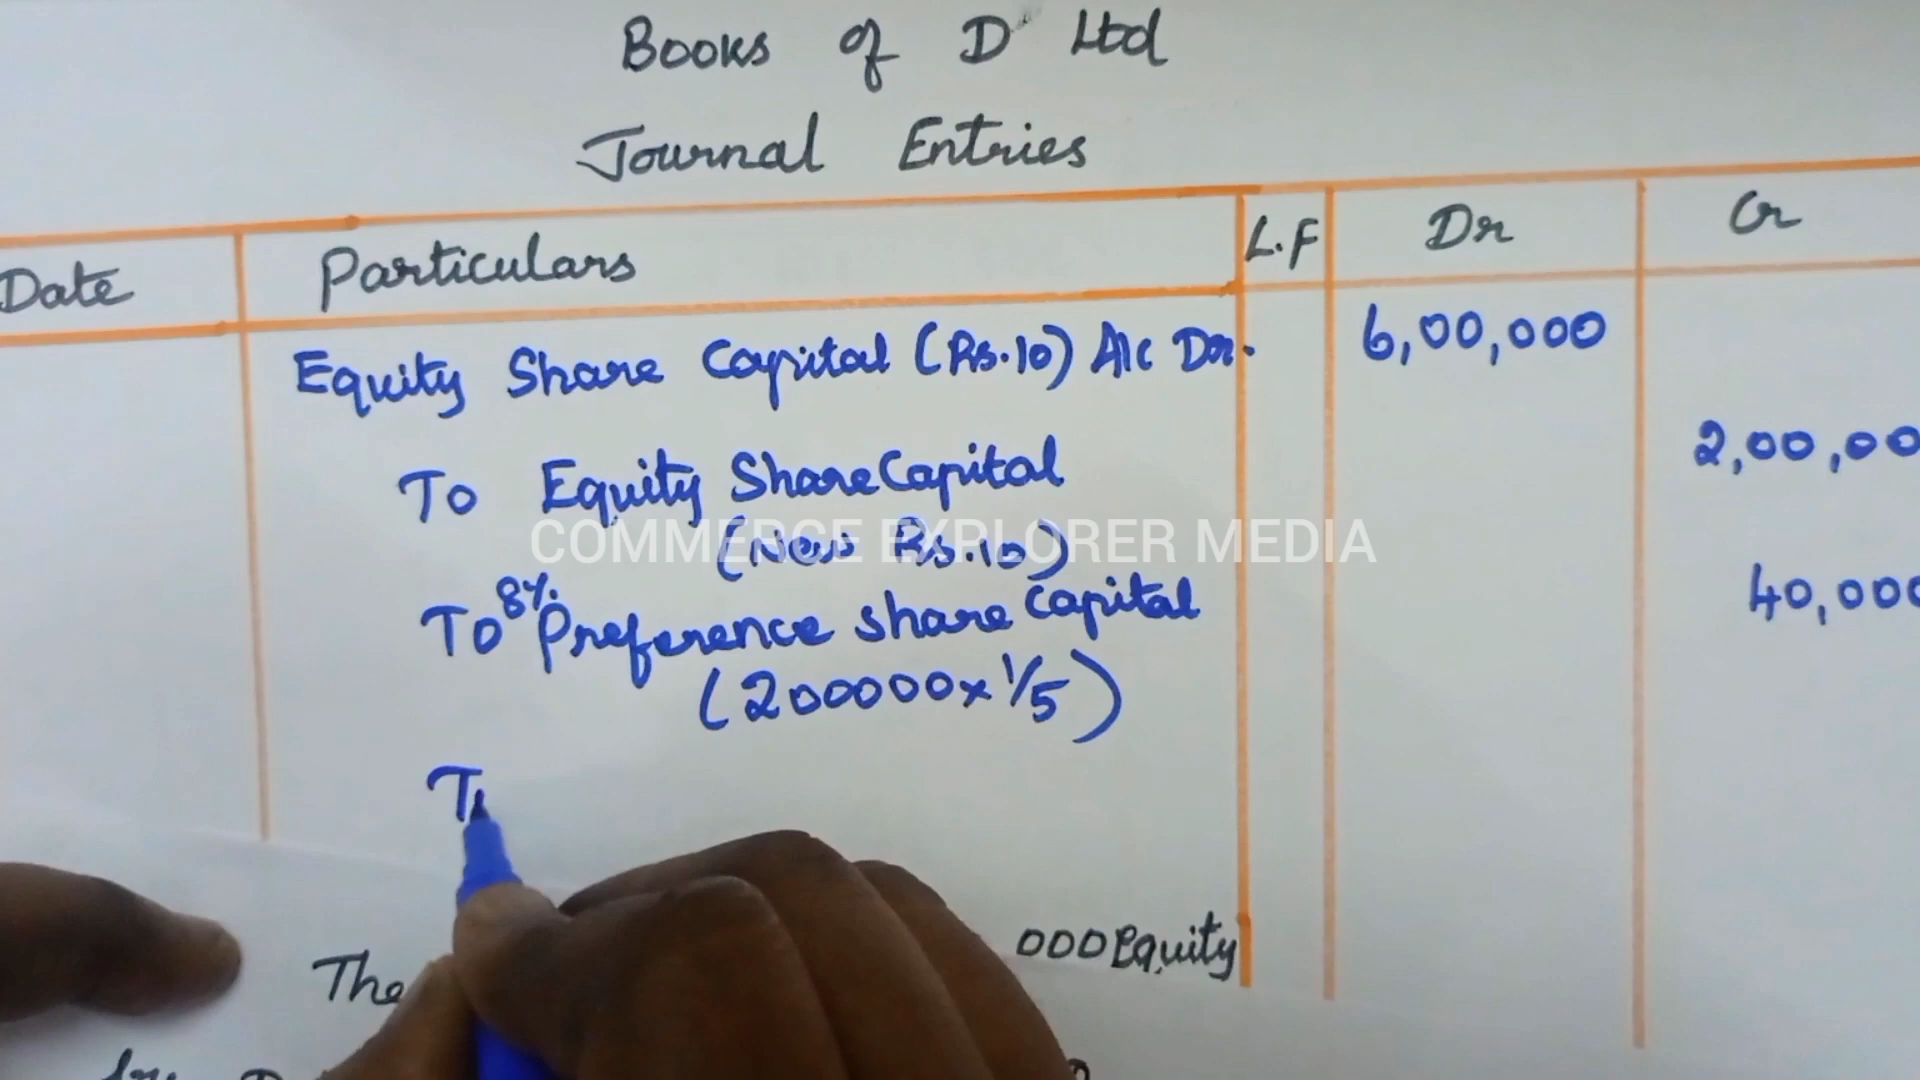 Books of D Ltd
Journal Entries
Date Particulars L.F Dr Cr
Equity Share Capital (Rs.10) A/c Dr. 6,00,000
To Equity Share Capital 2,00,00
(New Rs.10)
COMMERCE EXPLORER MEDIA
To 8% Preference share capital 40,000
(200000x1/5)
T
The 000 Equity